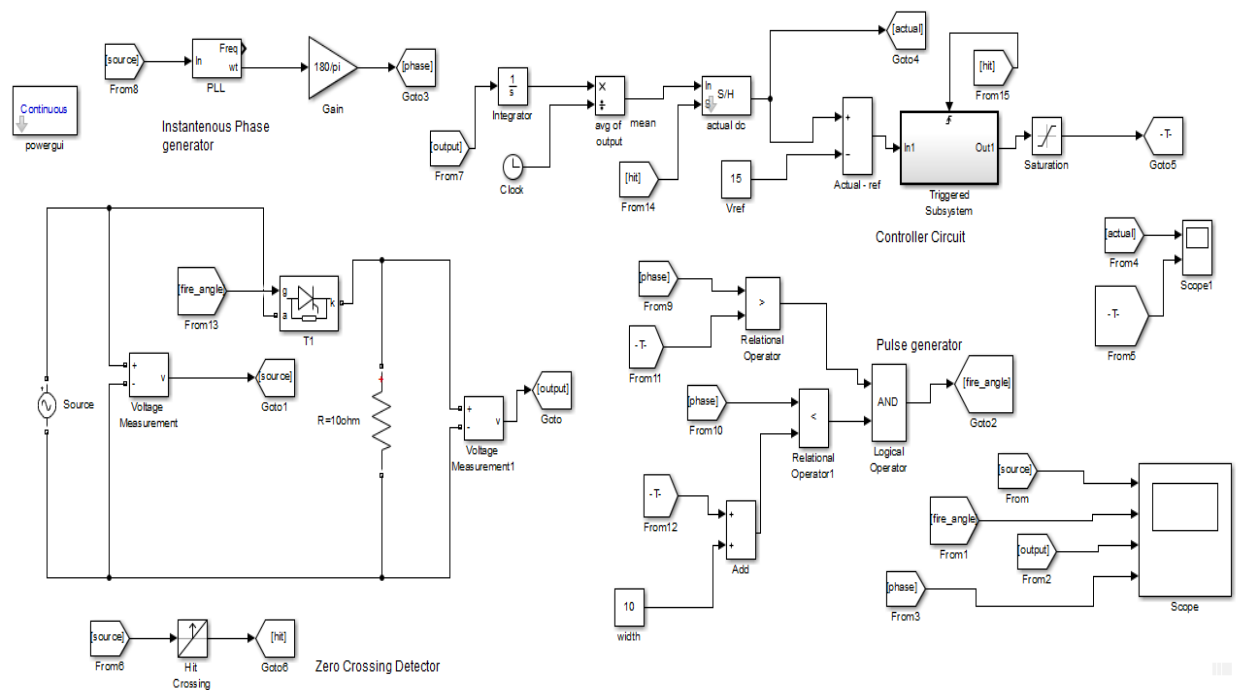 [source]
From8
In
Freq
wt
PLL
180/pi
Gain
[phase]
Goto3
Continuous
powergui
Instantenous Phase
generator
[output]
From7
1
s
Integrator
Clock
×
÷
avg of
output
mean
[hit]
From14
In
S/H
actual dc
[actual]
Goto4
15
Vref
+
−
Actual - ref
[hit]
From15
In1
Out1
Triggered
Subsystem
Saturation
-T-
Goto5
Controller Circuit
[actual]
From4
-T-
From5
Scope1
[fire_angle]
From13
g
a
k
T1
Source
+
-
v
Voltage
Measurement
[source]
Goto1
+
R=10ohm
+
-
v
Voltage
Measurement1
[output]
Goto
[phase]
From9
-T-
From11
>
Relational
Operator
Pulse generator
[phase]
From10
<
Relational
Operator1
AND
Logical
Operator
[fire_angle]
Goto2
-T-
From12
+
+
Add
10
width
[source]
From
[fire_angle]
From1
[output]
From2
[phase]
From3
Scope
[source]
From6
Hit
Crossing
[hit]
Goto6
Zero Crossing Detector